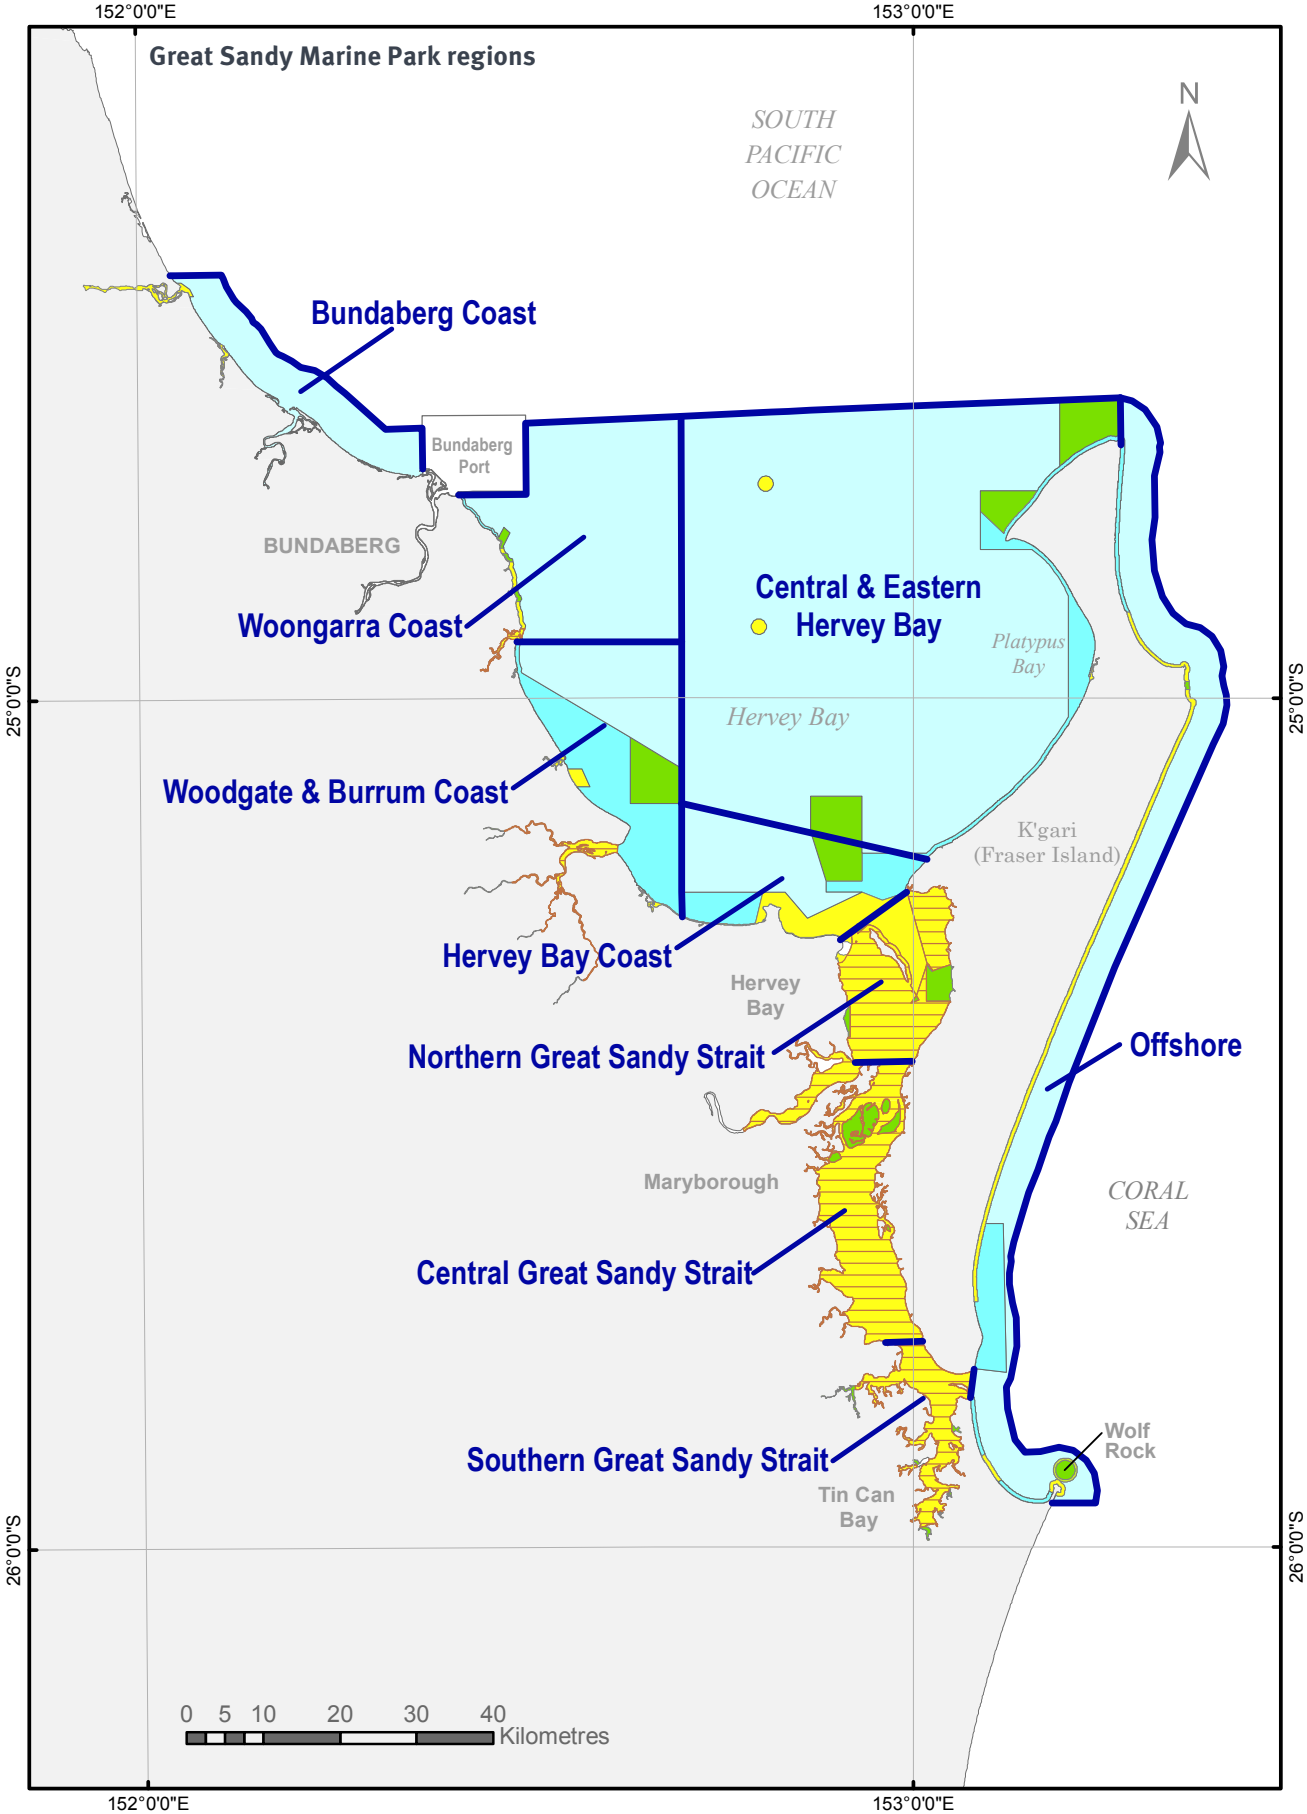 152°0'0"E
153°0'0"E
Great Sandy Marine Park regions
N
SOUTH
PACIFIC
OCEAN
Bundaberg Coast
Bundaberg
Port
BUNDABERG
Central & Eastern
Hervey Bay
Woongarra Coast
Platypus
Bay
25°0'0"S
25°0'0"S
Hervey Bay
Woodgate & Burrum Coast
K'gari
(Fraser Island)
Hervey Bay Coast
Hervey
Bay
Northern Great Sandy Strait
Offshore
Maryborough
CORAL
SEA
Central Great Sandy Strait
Wolf
Rock
Southern Great Sandy Strait
Tin Can
Bay
26°0'0"S
26°0'0"S
0 5 10 20 30 40
Kilometres
152°0'0"E
153°0'0"E